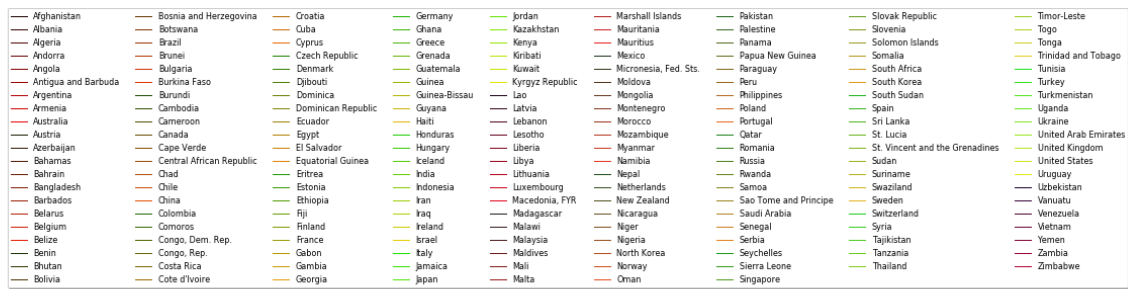 Afghanistan
Albania
Algeria
Andorra
Angola
Antigua and Barbuda
Argentina
Armenia
Australia
Austria
Azerbaijan
Bahamas
Bahrain
Bangladesh
Barbados
Belarus
Belgium
Belize
Benin
Bhutan
Bolivia
Bosnia and Herzegovina
Botswana
Brazil
Brunei
Bulgaria
Burkina Faso
Burundi
Cambodia
Cameroon
Canada
Cape Verde
Central African Republic
Chad
Chile
China
Colombia
Comoros
Congo, Dem. Rep.
Congo, Rep.
Costa Rica
Cote d'Ivoire
Croatia
Cuba
Cyprus
Czech Republic
Denmark
Djibouti
Dominica
Dominican Republic
Ecuador
Egypt
El Salvador
Equatorial Guinea
Eritrea
Estonia
Ethiopia
Fiji
Finland
France
Gabon
Gambia
Georgia
Germany
Ghana
Greece
Grenada
Guatemala
Guinea
Guinea-Bissau
Guyana
Haiti
Honduras
Hungary
Iceland
India
Indonesia
Iran
Iraq
Ireland
Israel
Italy
Jamaica
Japan
Jordan
Kazakhstan
Kenya
Kiribati
Kuwait
Kyrgyz Republic
Lao
Latvia
Lebanon
Lesotho
Liberia
Libya
Lithuania
Luxembourg
Macedonia, FYR
Madagascar
Malawi
Malaysia
Maldives
Mali
Malta
Marshall Islands
Mauritania
Mauritius
Mexico
Micronesia, Fed. Sts.
Moldova
Mongolia
Montenegro
Morocco
Mozambique
Myanmar
Namibia
Nepal
Netherlands
New Zealand
Nicaragua
Niger
Nigeria
North Korea
Norway
Oman
Pakistan
Palestine
Panama
Papua New Guinea
Paraguay
Peru
Philippines
Poland
Portugal
Qatar
Romania
Russia
Rwanda
Samoa
Sao Tome and Principe
Saudi Arabia
Senegal
Serbia
Seychelles
Sierra Leone
Singapore
Slovak Republic
Slovenia
Solomon Islands
Somalia
South Africa
South Korea
South Sudan
Spain
Sri Lanka
St. Lucia
St. Vincent and the Grenadines
Sudan
Suriname
Swaziland
Sweden
Switzerland
Syria
Tajikistan
Tanzania
Thailand
Timor-Leste
Togo
Tonga
Trinidad and Tobago
Tunisia
Turkey
Turkmenistan
Uganda
Ukraine
United Arab Emirates
United Kingdom
United States
Uruguay
Uzbekistan
Vanuatu
Venezuela
Vietnam
Yemen
Zambia
Zimbabwe